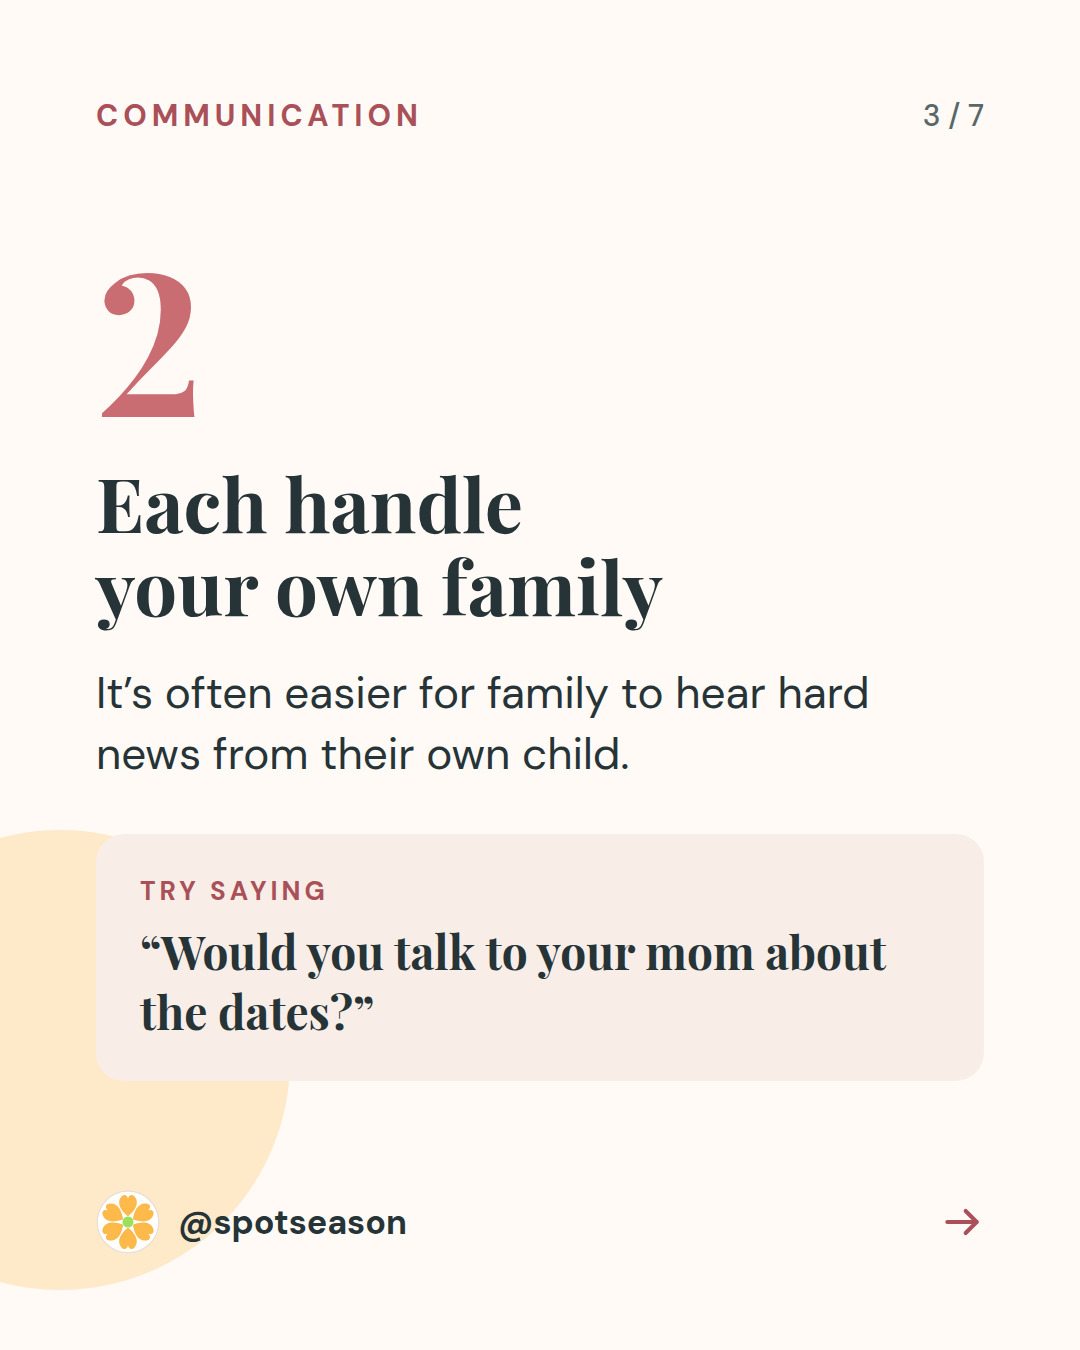 COMMUNICATION
3 / 7
2
Each handle
your own family
It’s often easier for family to hear hard
news from their own child.
TRY SAYING
“Would you talk to your mom about
the dates?”
@spotseason